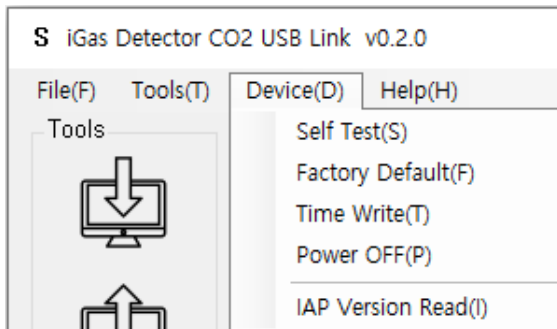 S iGas Detector CO2 USB Link v0.2.0
File(F) Tools(T) Device(D) Help(H)
Tools
Self Test(S)
Factory Default(F)
Time Write(T)
Power OFF(P)
IAP Version Read(I)